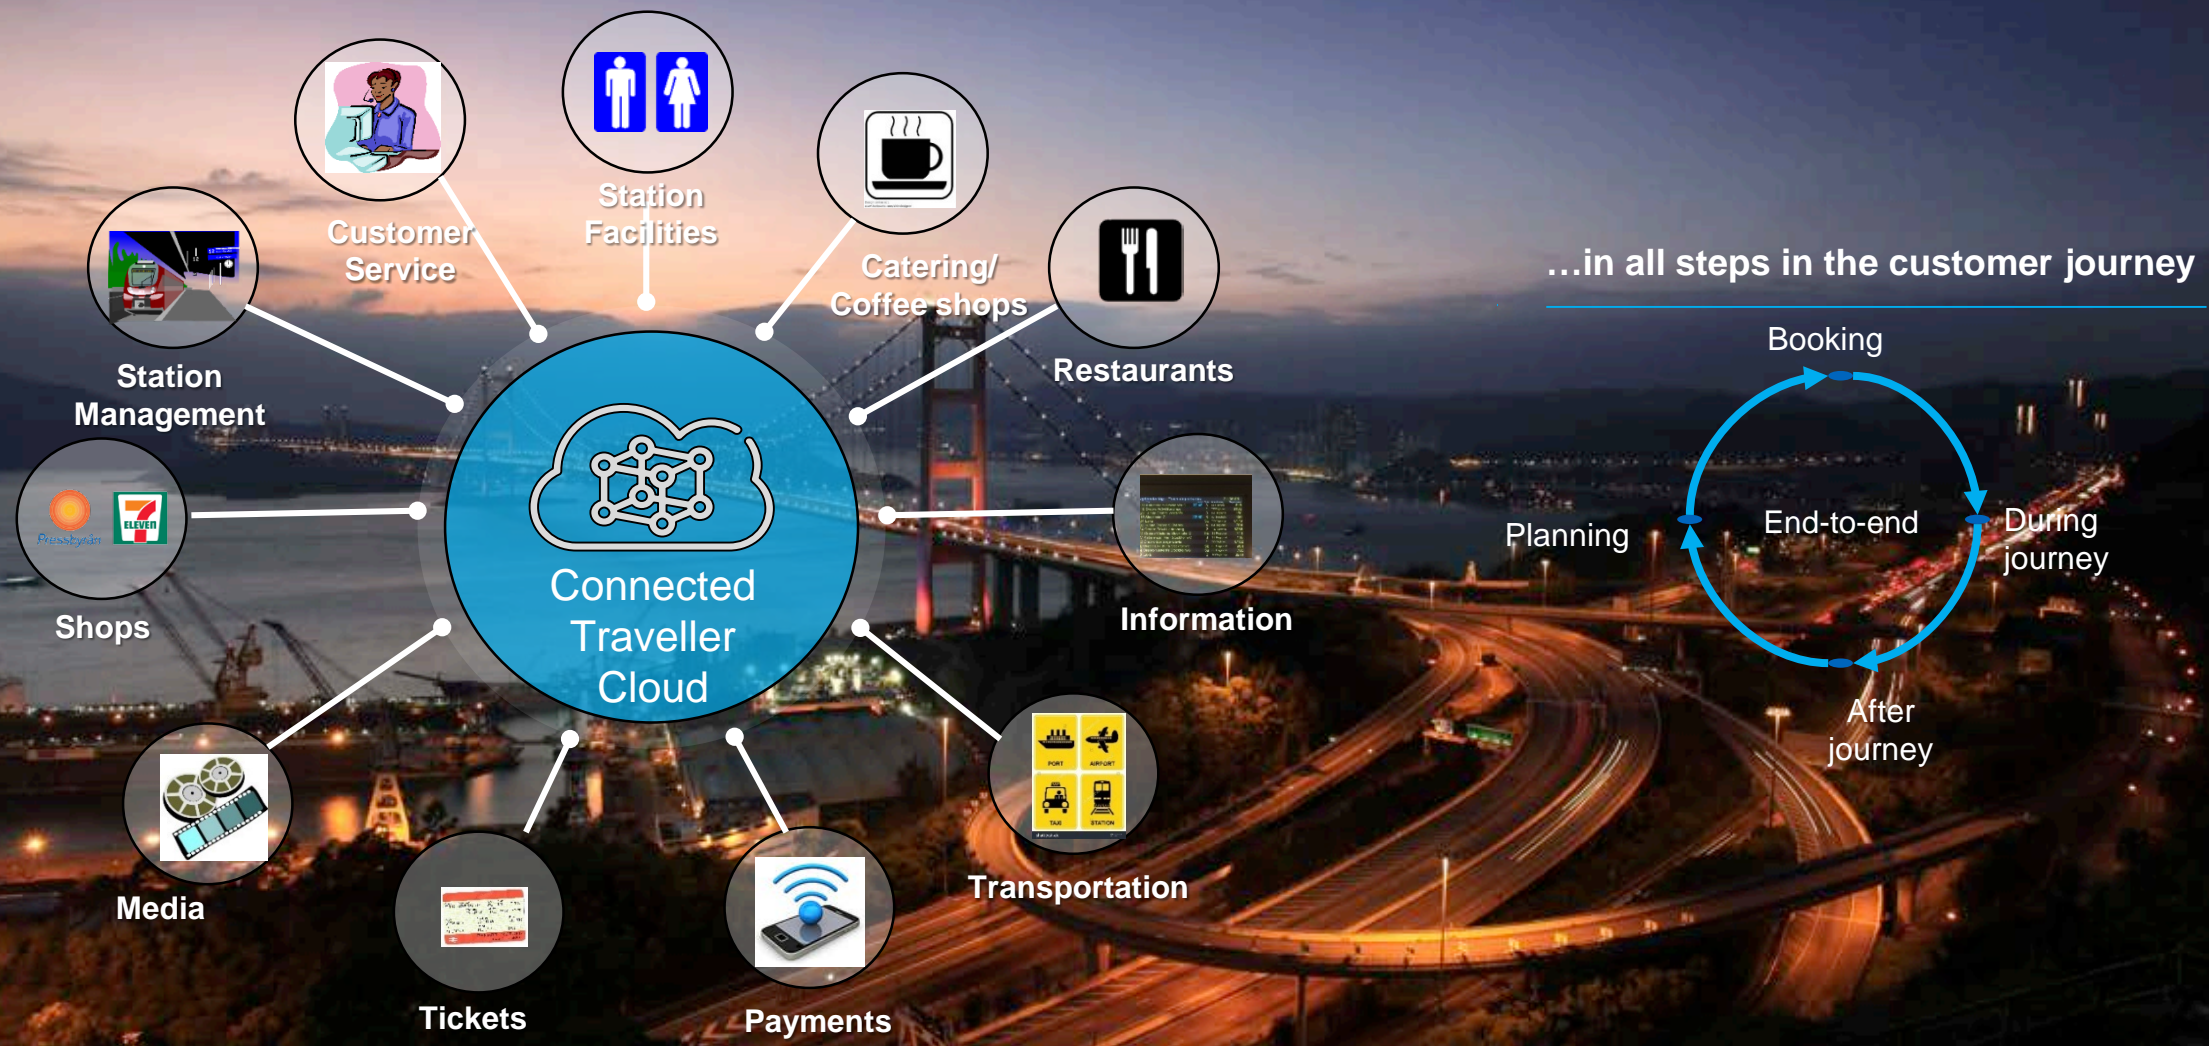 Station
Facilities
Customer
Service
Catering/
Coffee shops
Restaurants
Station
Management
Pressbyrån
ELEVEN
Shops
Connected
Traveller
Cloud
Information
Media
Tickets
Payments
PORT
AIRPORT
TAXI
STATION
Transportation
…in all steps in the customer journey
Booking
Planning
End-to-end
During
journey
After
journey